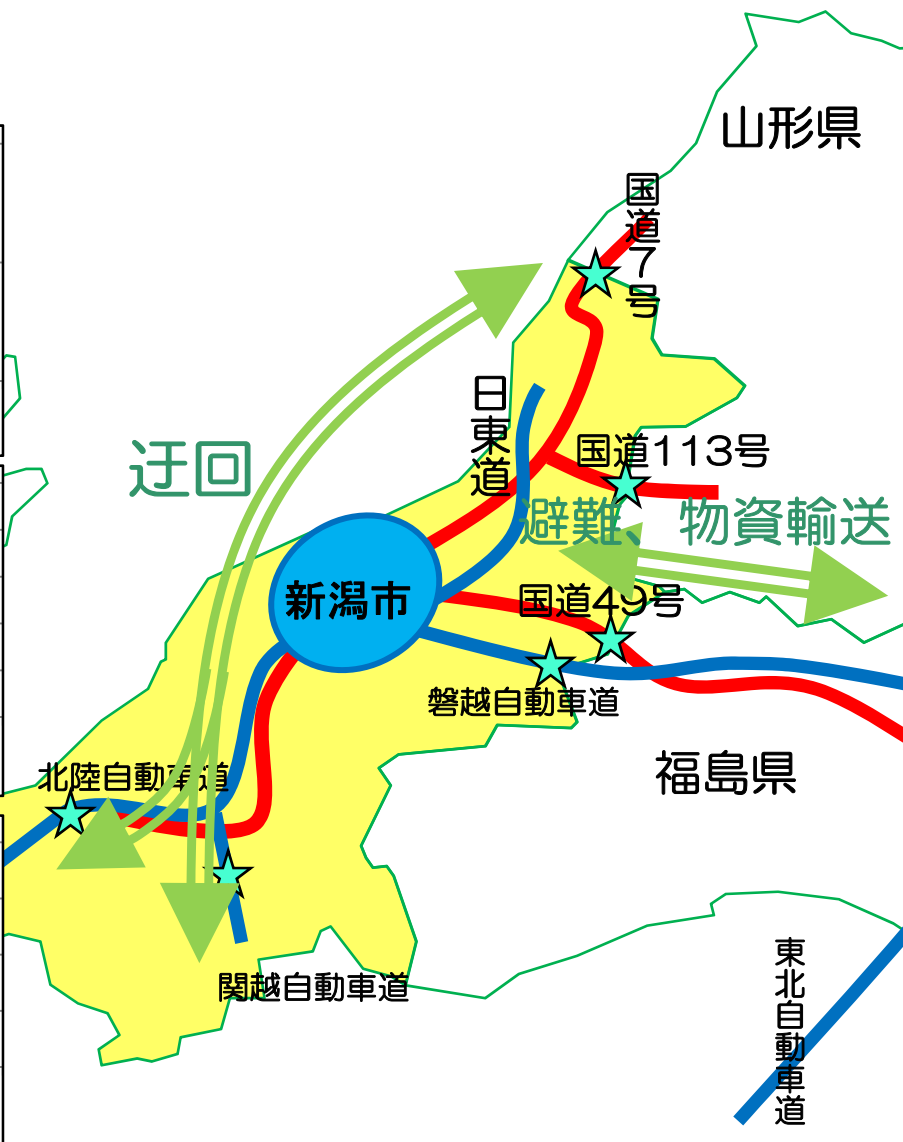 山形県
国道７号
日東道
国道113号
迂回
避難、物資輸送
新潟市
国道49号
磐越自動車道
北陸自動車道
福島県
関越自動車道
東北自動車道